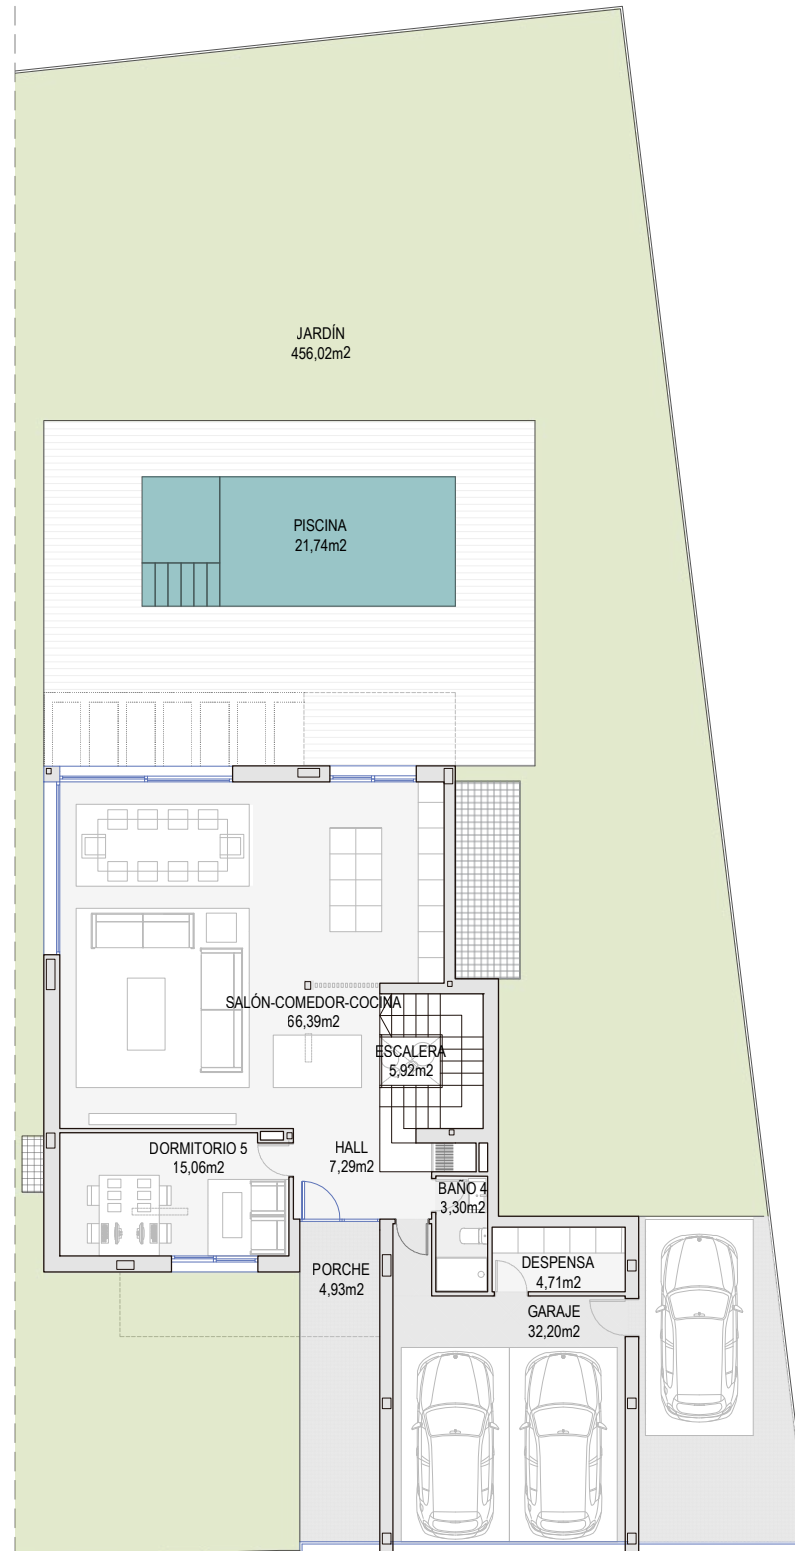 JARDÍN
456,02m2
PISCINA
21,74m2
SALÓN-COMEDOR-COCINA
66,39m2
ESCALERA
5,92m2
DORMITORIO 5
15,06m2
HALL
7,29m2
BAÑO 4
3,30m2
PORCHE
4,93m2
DESPENSA
4,71m2
GARAJE
32,20m2